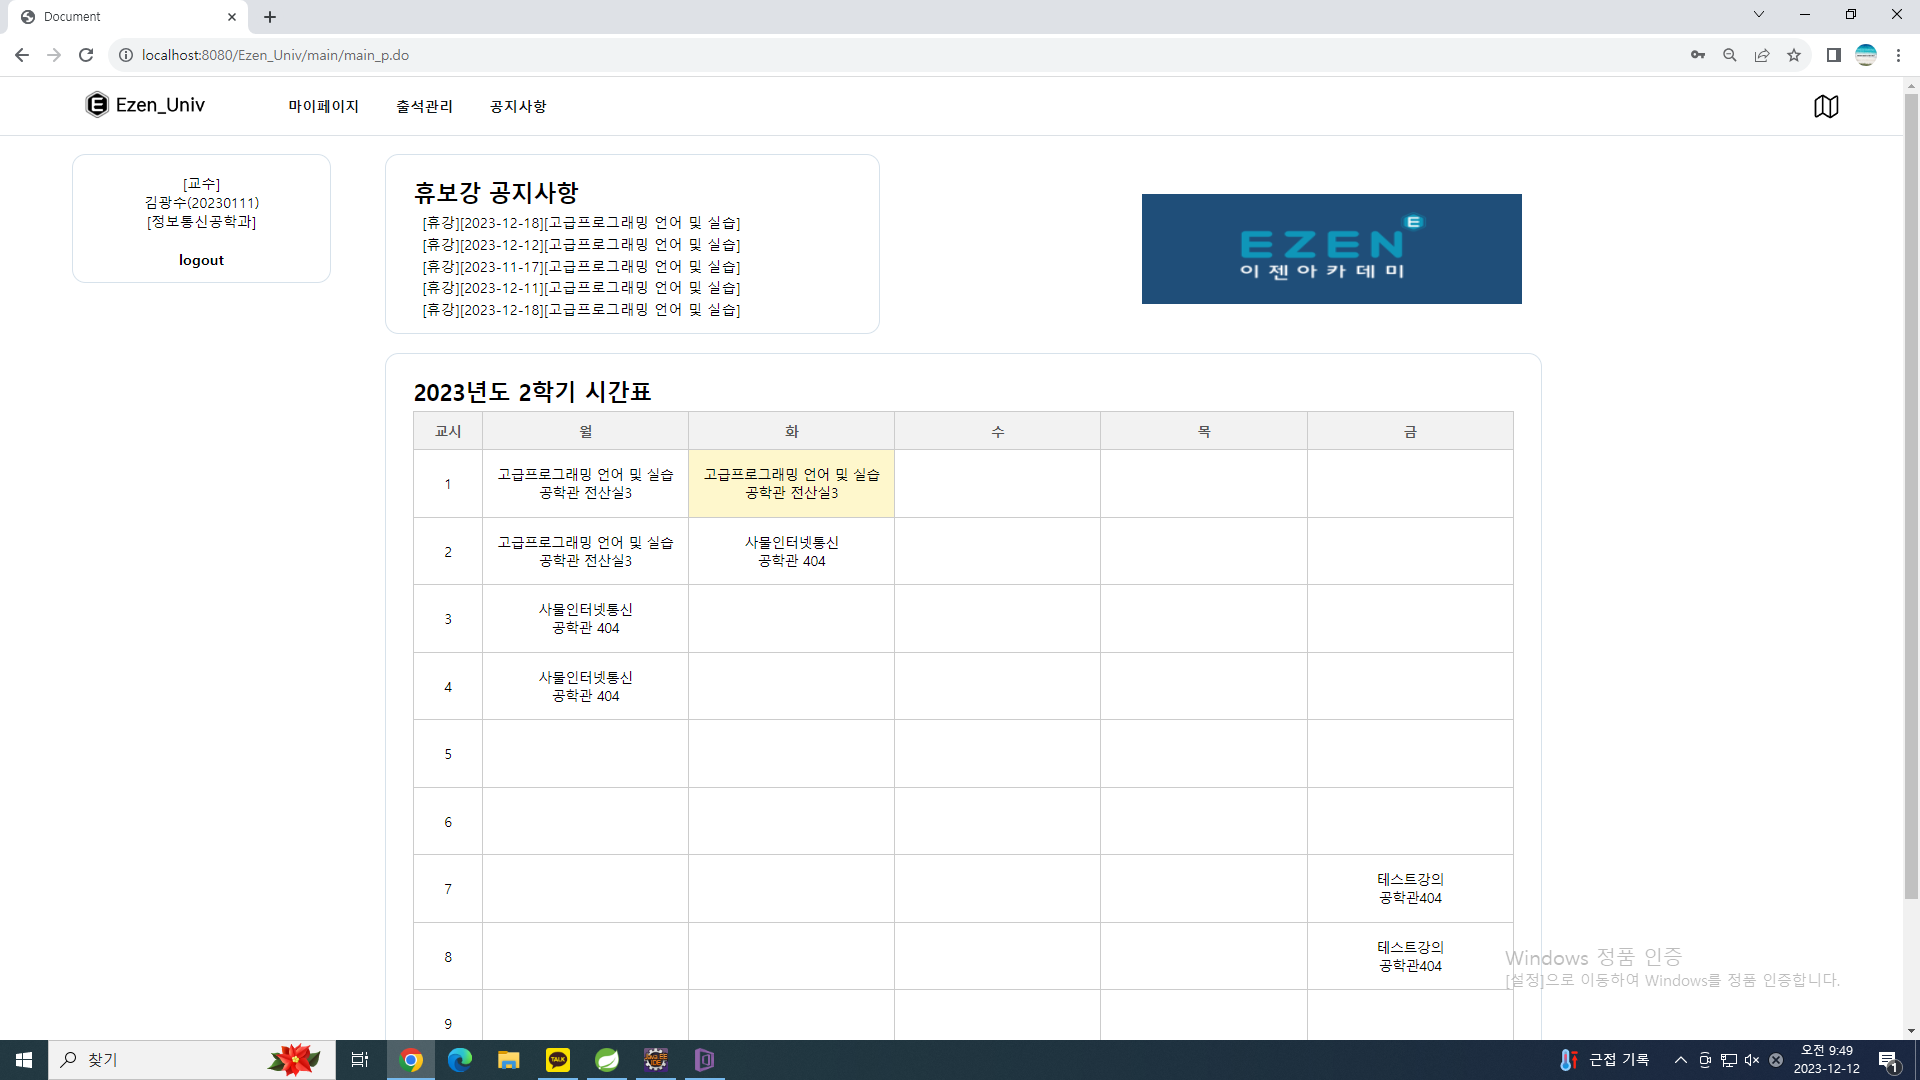 Document
localhost:8080/Ezen_Univ/main/main_p.do
E Ezen_Univ
마이페이지
출석관리
공지사항
[교수]
김광수(20230111)
[정보통신공학과]
logout
휴보강 공지사항
[휴강][2023-12-18][고급프로그래밍 언어 및 실습]
[휴강][2023-12-12][고급프로그래밍 언어 및 실습]
[휴강][2023-11-17][고급프로그래밍 언어 및 실습]
[휴강][2023-12-11][고급프로그래밍 언어 및 실습]
[휴강][2023-12-18][고급프로그래밍 언어 및 실습]
EZEN E
이젠아카데미
2023년도 2학기 시간표
교시 월 화 수 목 금
1
고급프로그래밍 언어 및 실습
공학관 전산실3
고급프로그래밍 언어 및 실습
공학관 전산실3
2
고급프로그래밍 언어 및 실습
공학관 전산실3
사물인터넷통신
공학관 404
3
사물인터넷통신
공학관 404
4
사물인터넷통신
공학관 404
5
6
7
테스트강의
공학관404
8
테스트강의
공학관404
9
Windows 정품 인증
[설정]으로 이동하여 Windows를 정품 인증합니다.
찾기
TALK
Java EE
IDE
근접 기록
오전 9:49
2023-12-12
1